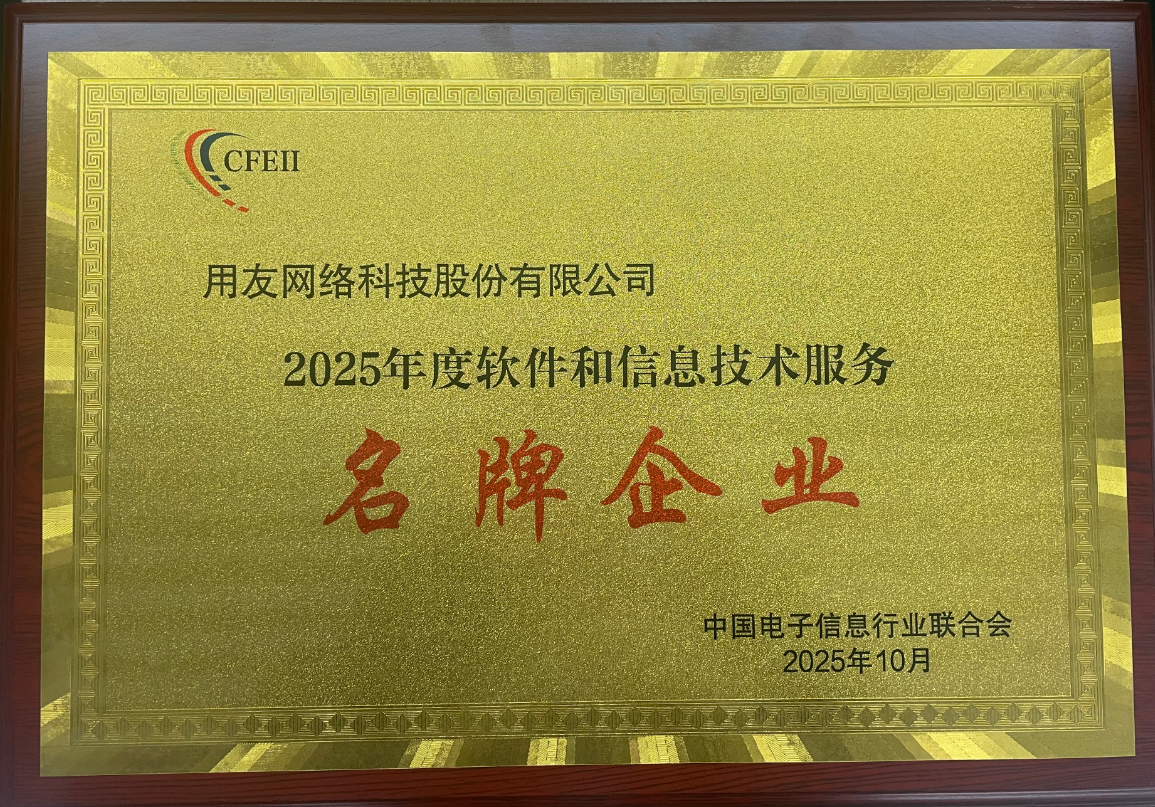 CFEII
用友网络科技股份有限公司
2025年度软件和信息技术服务
名牌企业
中国电子信息行业联合会
2025年10月